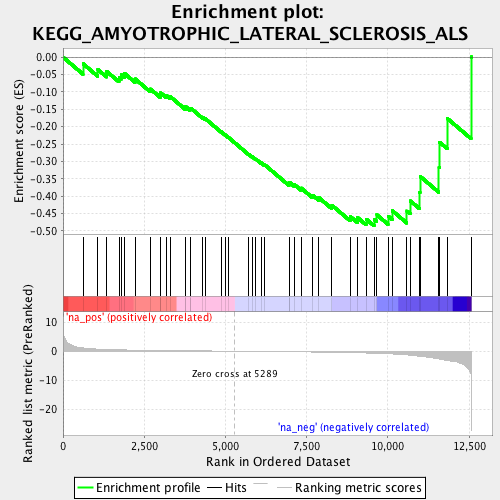 Enrichment plot:
KEGG_AMYOTROPHIC_LATERAL_SCLEROSIS_ALS
Enrichment score (ES)
0.00
-0.05
-0.10
-0.15
-0.20
-0.25
-0.30
-0.35
-0.40
-0.45
-0.50
'na_pos' (positively correlated)
Ranked list metric (PreRanked)
10
5
0
-5
-10
-15
-20
Zero cross at 5289
'na_neg' (negatively correlated)
0
2,500
5,000
7,500
10,000
12,500
Rank in Ordered Dataset
Enrichment profile
Hits
Ranking metric scores